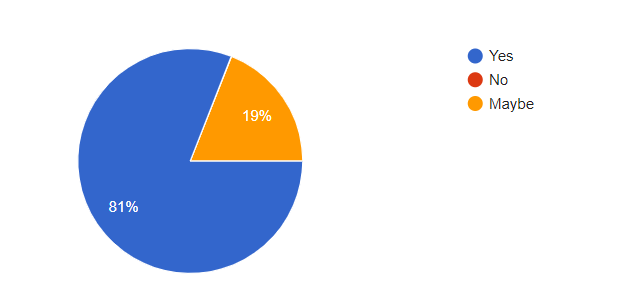 Yes
No
Maybe
19%
81%